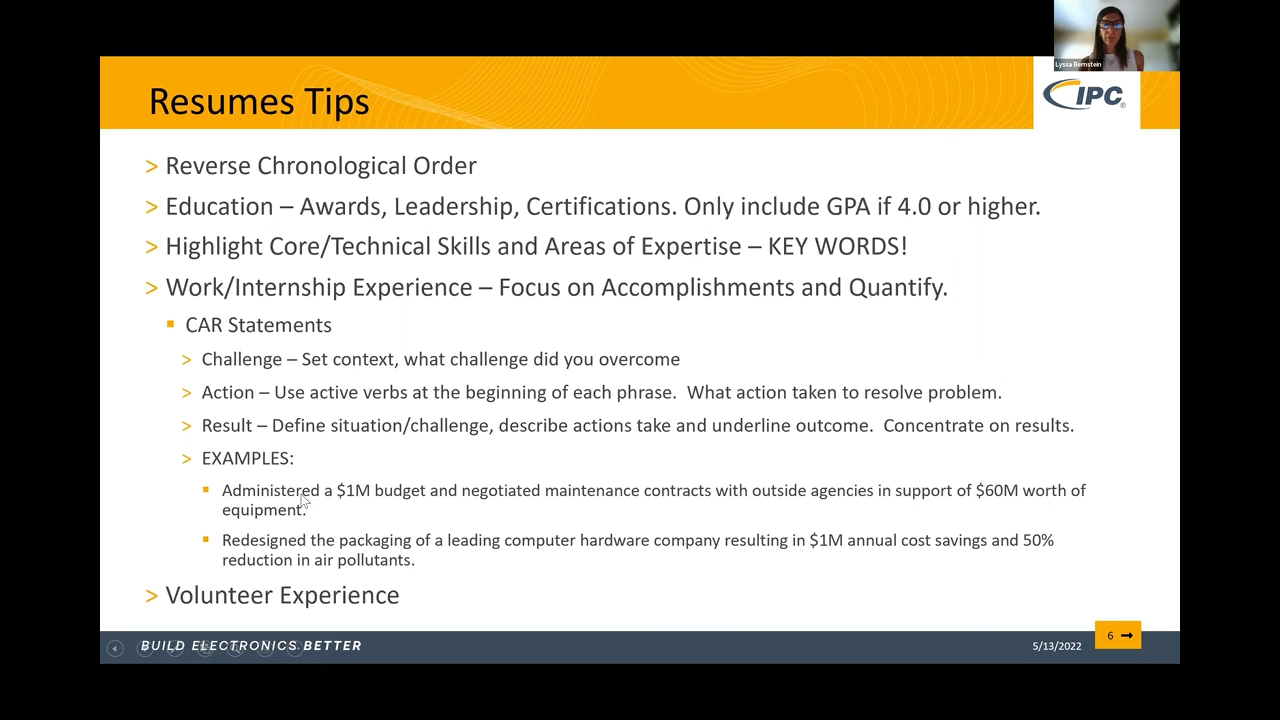 Lyssa Bernstein
Resumes Tips
IPC®
> Reverse Chronological Order
> Education – Awards, Leadership, Certifications. Only include GPA if 4.0 or higher.
> Highlight Core/Technical Skills and Areas of Expertise – KEY WORDS!
> Work/Internship Experience – Focus on Accomplishments and Quantify.
▪ CAR Statements
> Challenge – Set context, what challenge did you overcome
> Action – Use active verbs at the beginning of each phrase.  What action taken to resolve problem.
> Result – Define situation/challenge, describe actions take and underline outcome.  Concentrate on results.
> EXAMPLES:
▪ Administered a $1M budget and negotiated maintenance contracts with outside agencies in support of $60M worth of
equipment.
▪ Redesigned the packaging of a leading computer hardware company resulting in $1M annual cost savings and 50%
reduction in air pollutants.
> Volunteer Experience
BUILD ELECTRONICS BETTER
5/13/2022
6